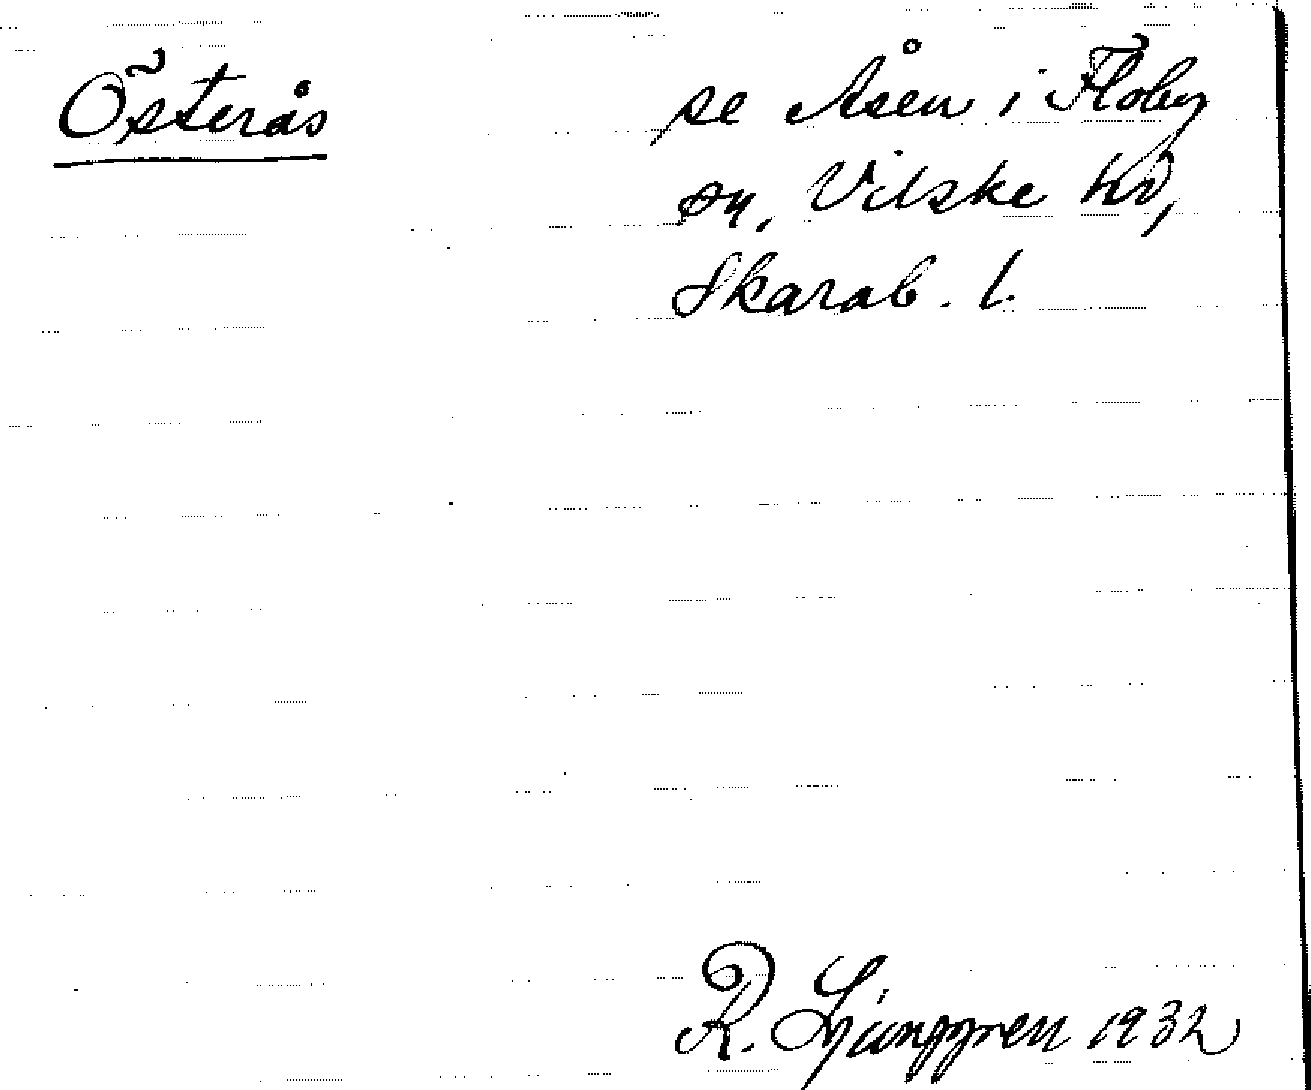 Österås
se Åsen i Floby
sn, Vilske hd,
Skarab. l.
R. Ljunggren 1932